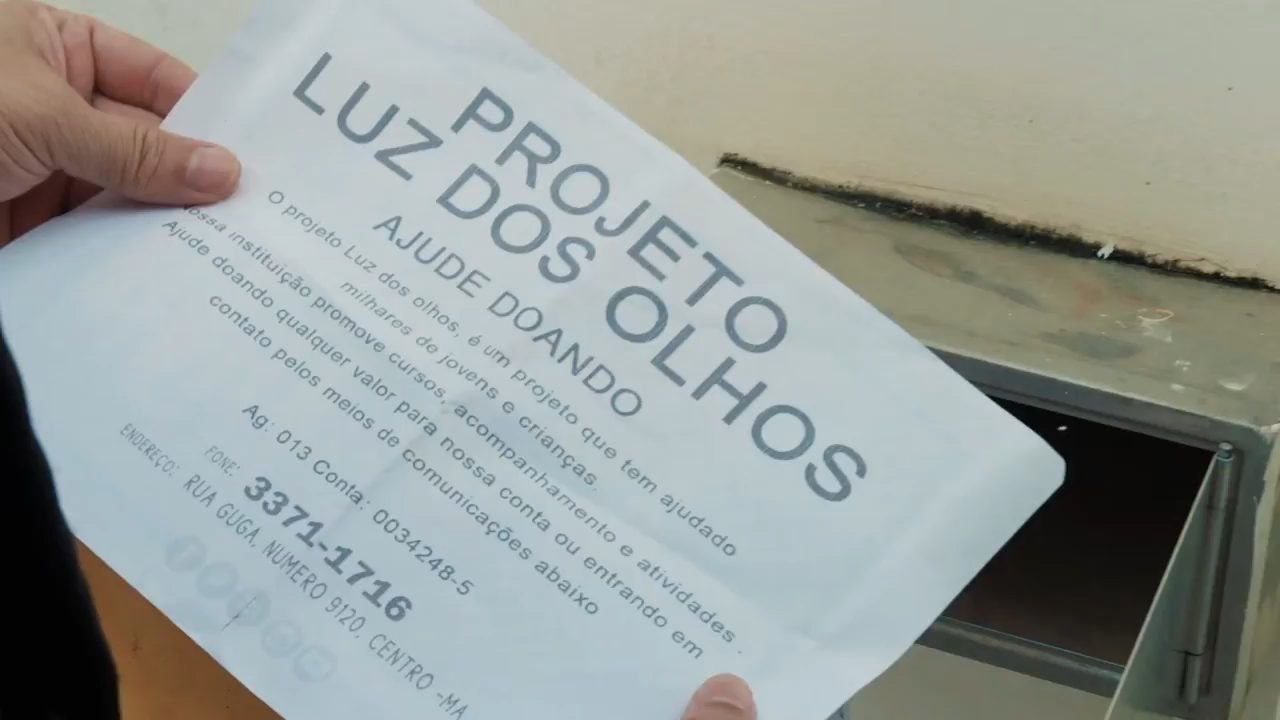 PROJETO
LUZ DOS OLHOS
AJUDE DOANDO
O projeto Luz dos olhos, é um projeto que tem ajudado
milhares de jovens e crianças.
Nossa instituição promove cursos, acompanhamento e atividades.
Ajude doando qualquer valor para nossa conta ou entrando em
contato pelos meios de comunicações abaixo
Ag: 013 Conta: 0034248-5
FONE: 3371-1716
ENDEREÇO: RUA GUGA, NUMERO 9120, CENTRO -MA